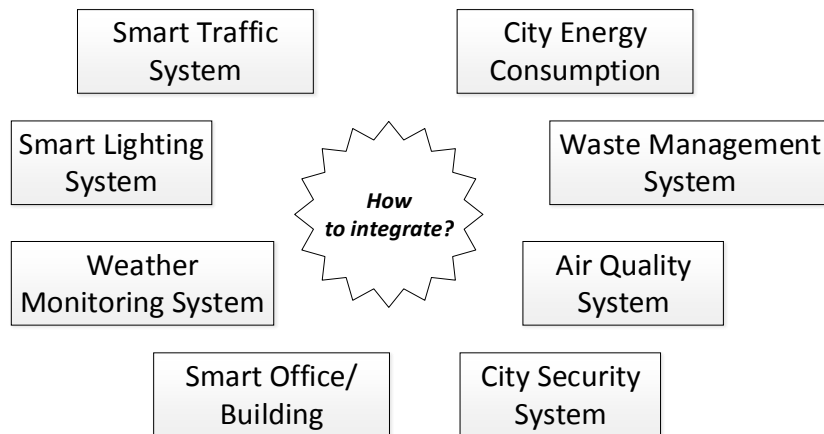 Smart Traffic
System
City Energy
Consumption
Smart Lighting
System
Waste Management
System
How
to integrate?
Weather
Monitoring System
Air Quality
System
Smart Office/
Building
City Security
System